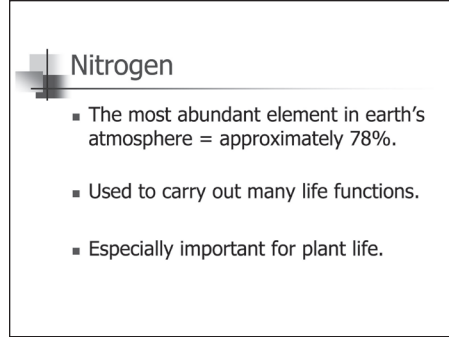 Nitrogen
▪ The most abundant element in earth's
atmosphere = approximately 78%.
▪ Used to carry out many life functions.
▪ Especially important for plant life.